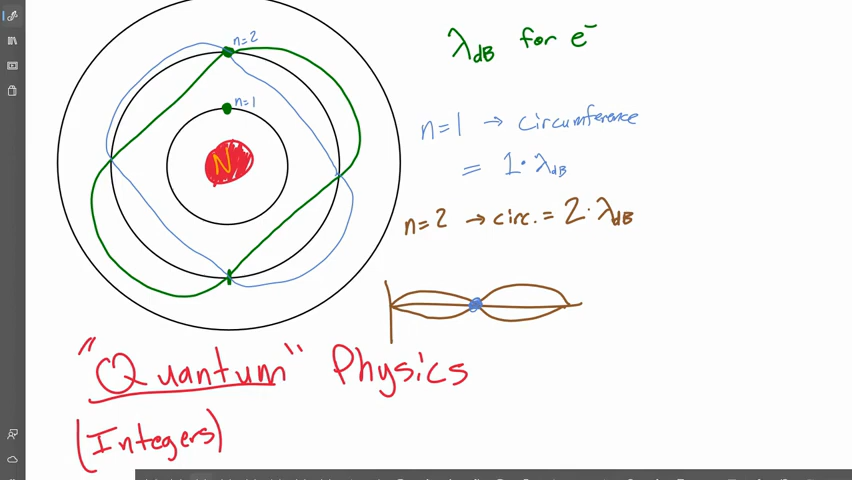 λdB for e⁻
n=2
n=1
N
n=1 → circumference
= 1·λdB
n=2 → circ. = 2·λdB
"Quantum" Physics
(Integers)